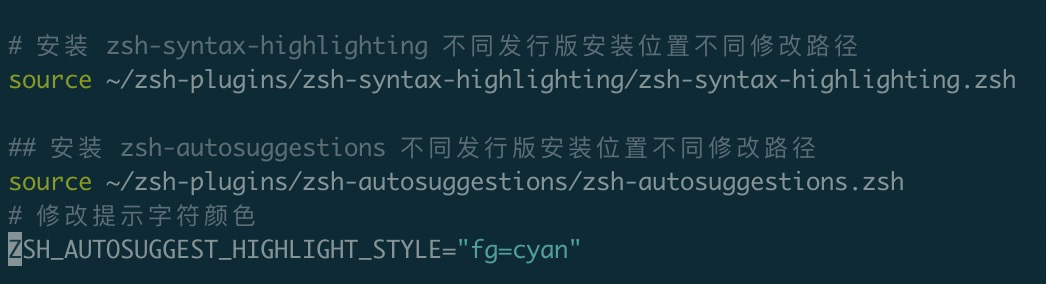 # 安装 zsh-syntax-highlighting 不同发行版安装位置不同修改路径
source ~/zsh-plugins/zsh-syntax-highlighting/zsh-syntax-highlighting.zsh
## 安装 zsh-autosuggestions 不同发行版安装位置不同修改路径
source ~/zsh-plugins/zsh-autosuggestions/zsh-autosuggestions.zsh
# 修改提示字符颜色
ZSH_AUTOSUGGEST_HIGHLIGHT_STYLE="fg=cyan"